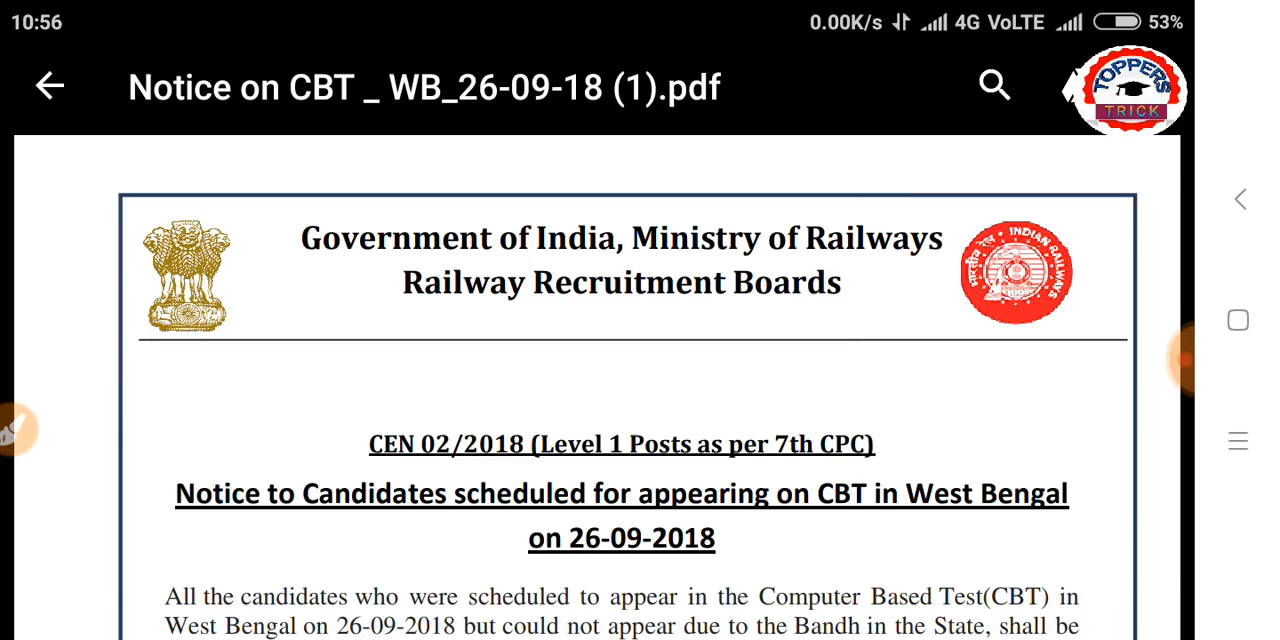 10:56
0.00K/s 4G VoLTE 53%
Notice on CBT _ WB_26-09-18 (1).pdf
TOPPERS
TRICK
Government of India, Ministry of Railways
Railway Recruitment Boards
भारतीय रेल • INDIAN RAILWAYS
CEN 02/2018 (Level 1 Posts as per 7th CPC)
Notice to Candidates scheduled for appearing on CBT in West Bengal
on 26-09-2018
All the candidates who were scheduled to appear in the Computer Based Test(CBT) in
West Bengal on 26-09-2018 but could not appear due to the Bandh in the State, shall be